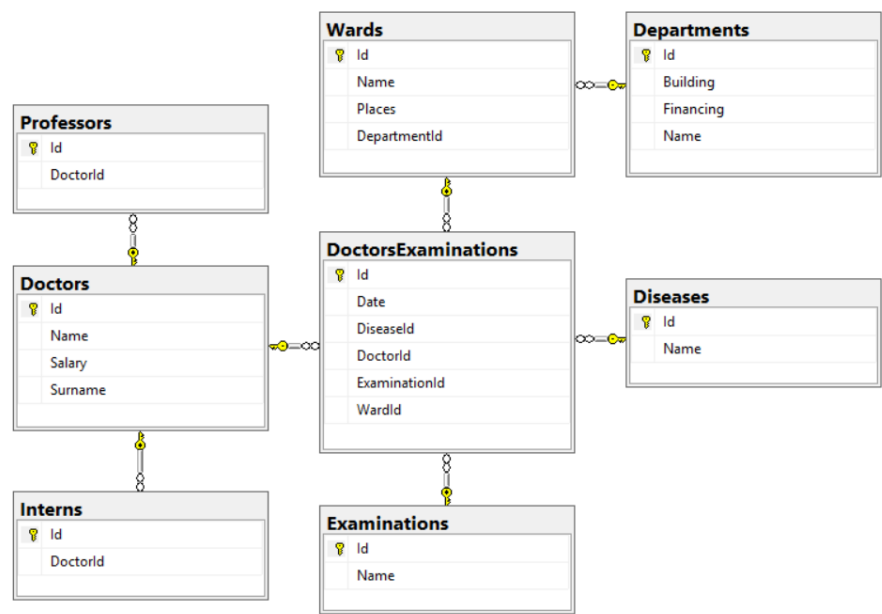 Wards
Id
Name
Places
DepartmentId
Departments
Id
Building
Financing
Name
Professors
Id
DoctorId
Doctors
Id
Name
Salary
Surname
DoctorsExaminations
Id
Date
DiseaseId
DoctorId
ExaminationId
WardId
Diseases
Id
Name
Interns
Id
DoctorId
Examinations
Id
Name